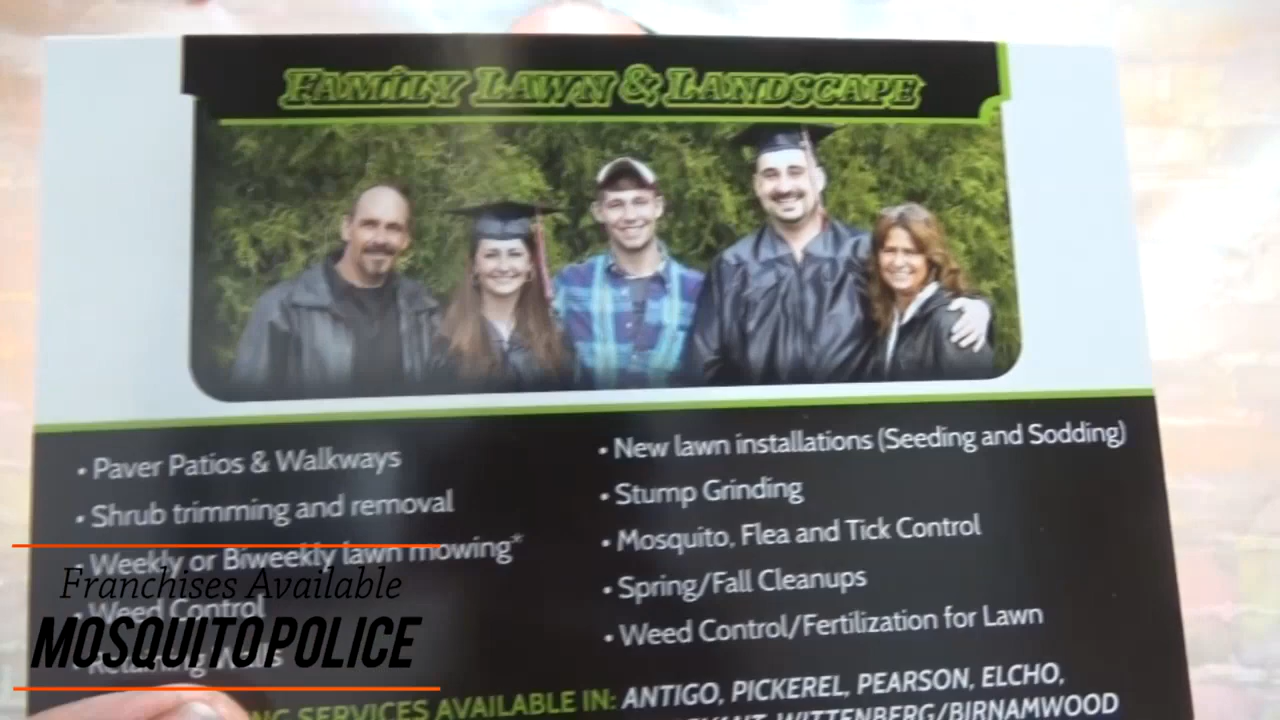 FAMILY LAWN & LANDSCAPE
• Paver Patios & Walkways
• Shrub trimming and removal
• Weekly or Biweekly lawn mowing*
• Weed Control
• Retaining Walls
• New lawn installations (Seeding and Sodding)
• Stump Grinding
• Mosquito, Flea and Tick Control
• Spring/Fall Cleanups
• Weed Control/Fertilization for Lawn
SERVICES AVAILABLE IN: ANTIGO, PICKEREL, PEARSON, ELCHO,
WITTENBERG/BIRNAMWOOD
Franchises Available
MOSQUITO POLICE